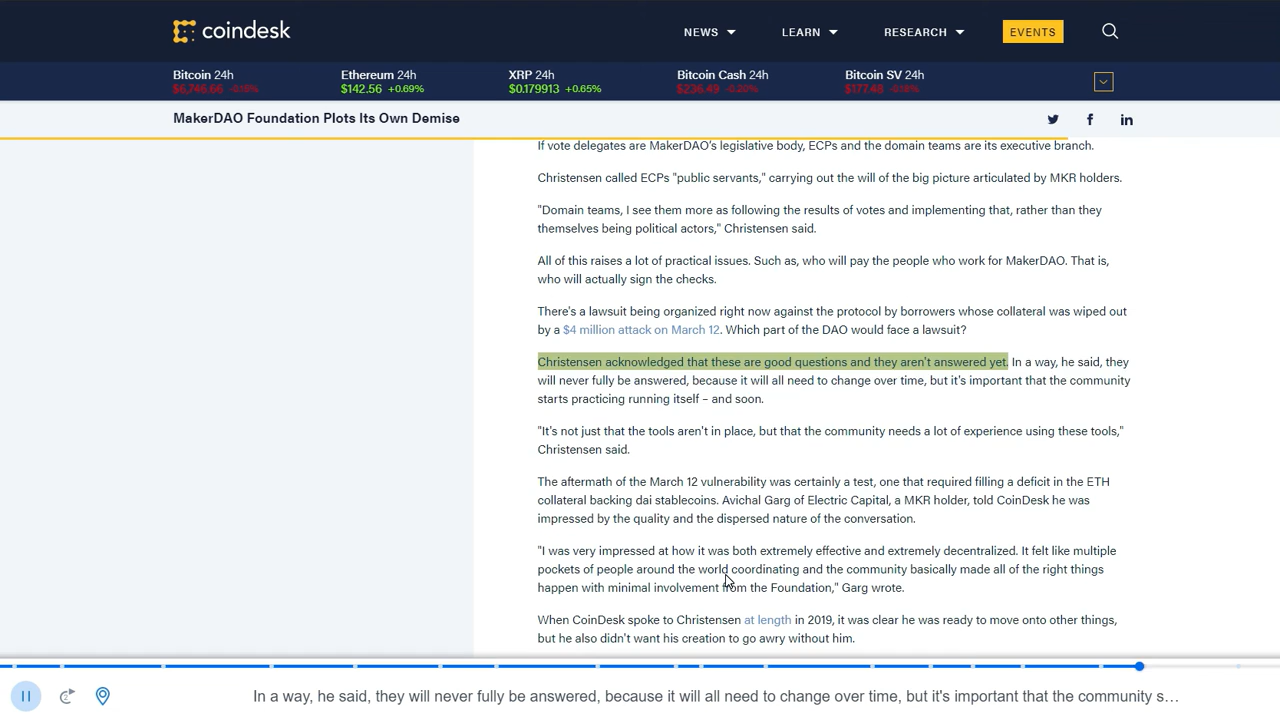 coindesk
NEWS
LEARN
RESEARCH
EVENTS
Bitcoin 24h
$6,746.66 -0.15%
Ethereum 24h
$142.56 +0.69%
XRP 24h
$0.179913 +0.65%
Bitcoin Cash 24h
$236.49 -0.20%
Bitcoin SV 24h
$177.48 -0.18%
MakerDAO Foundation Plots Its Own Demise
If vote delegates are MakerDAO's legislative body, ECPs and the domain teams are its executive branch.
Christensen called ECPs "public servants," carrying out the will of the big picture articulated by MKR holders.
"Domain teams, I see them more as following the results of votes and implementing that, rather than they
themselves being political actors," Christensen said.
All of this raises a lot of practical issues. Such as, who will pay the people who work for MakerDAO. That is,
who will actually sign the checks.
There's a lawsuit being organized right now against the protocol by borrowers whose collateral was wiped out
by a $4 million attack on March 12. Which part of the DAO would face a lawsuit?
Christensen acknowledged that these are good questions and they aren't answered yet. In a way, he said, they
will never fully be answered, because it will all need to change over time, but it's important that the community
starts practicing running itself – and soon.
"It's not just that the tools aren't in place, but that the community needs a lot of experience using these tools,"
Christensen said.
The aftermath of the March 12 vulnerability was certainly a test, one that required filling a deficit in the ETH
collateral backing dai stablecoins. Avichal Garg of Electric Capital, a MKR holder, told CoinDesk he was
impressed by the quality and the dispersed nature of the conversation.
"I was very impressed at how it was both extremely effective and extremely decentralized. It felt like multiple
pockets of people around the world coordinating and the community basically made all of the right things
happen with minimal involvement from the Foundation," Garg wrote.
When CoinDesk spoke to Christensen at length in 2019, it was clear he was ready to move onto other things,
but he also didn't want his creation to go awry without him.
In a way, he said, they will never fully be answered, because it will all need to change over time, but it's important that the community s...